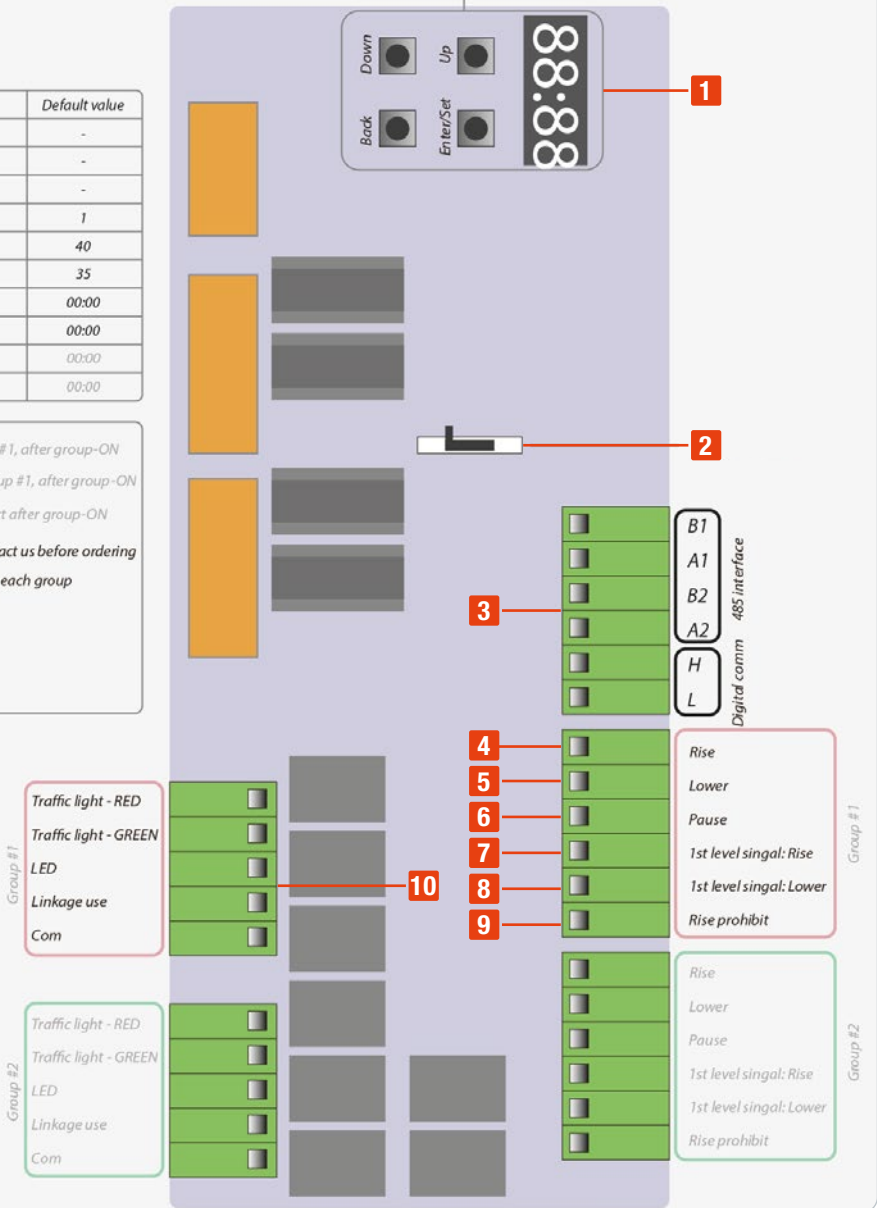 Down
Up
Back
Enter/Set
88:88
1
Default value
-
-
-
1
40
35
00:00
00:00
00:00
00:00
#1, after group-ON
up #1, after group-ON
t after group-ON
act us before ordering
each group
2
3
B1
A1
B2
A2
485 interface
H
L
Digital comm
4
5
6
7
8
9
Rise
Lower
Pause
1st level singal: Rise
1st level singal: Lower
Rise prohibit
Group #1
Traffic light - RED
Traffic light - GREEN
LED
Linkage use
Com
Group #1
10
Rise
Lower
Pause
1st level singal: Rise
1st level singal: Lower
Rise prohibit
Group #2
Traffic light - RED
Traffic light - GREEN
LED
Linkage use
Com
Group #2